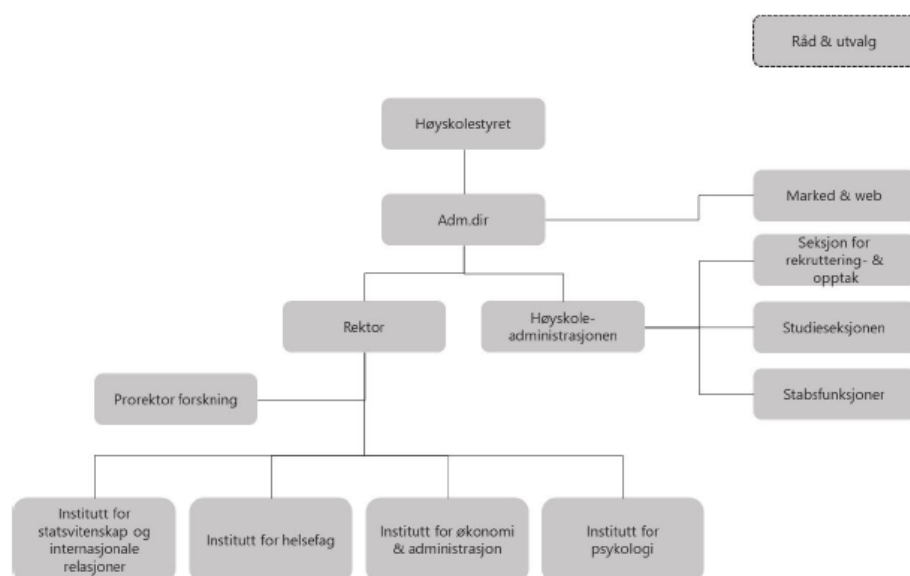 Råd & utvalg
Høyskolestyret
Adm.dir
Marked & web
Seksjon for
rekruttering- &
opptak
Rektor
Høyskole-
administrasjonen
Studieseksjonen
Prorektor forskning
Stabsfunksjoner
Institutt for
statsvitenskap og
internasjonale
relasjoner
Institutt for helsefag
Institutt for økonomi
& administrasjon
Institutt for
psykologi